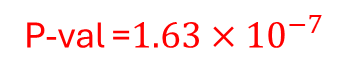 P-val =1.63 × 10⁻⁷